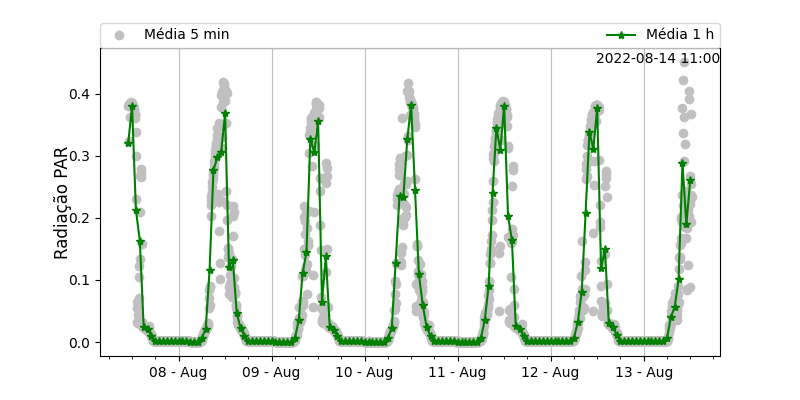 Média 5 min
Média 1 h
2022-08-14 11:00
Radiação PAR
0.4
0.3
0.2
0.1
0.0
08 - Aug
09 - Aug
10 - Aug
11 - Aug
12 - Aug
13 - Aug